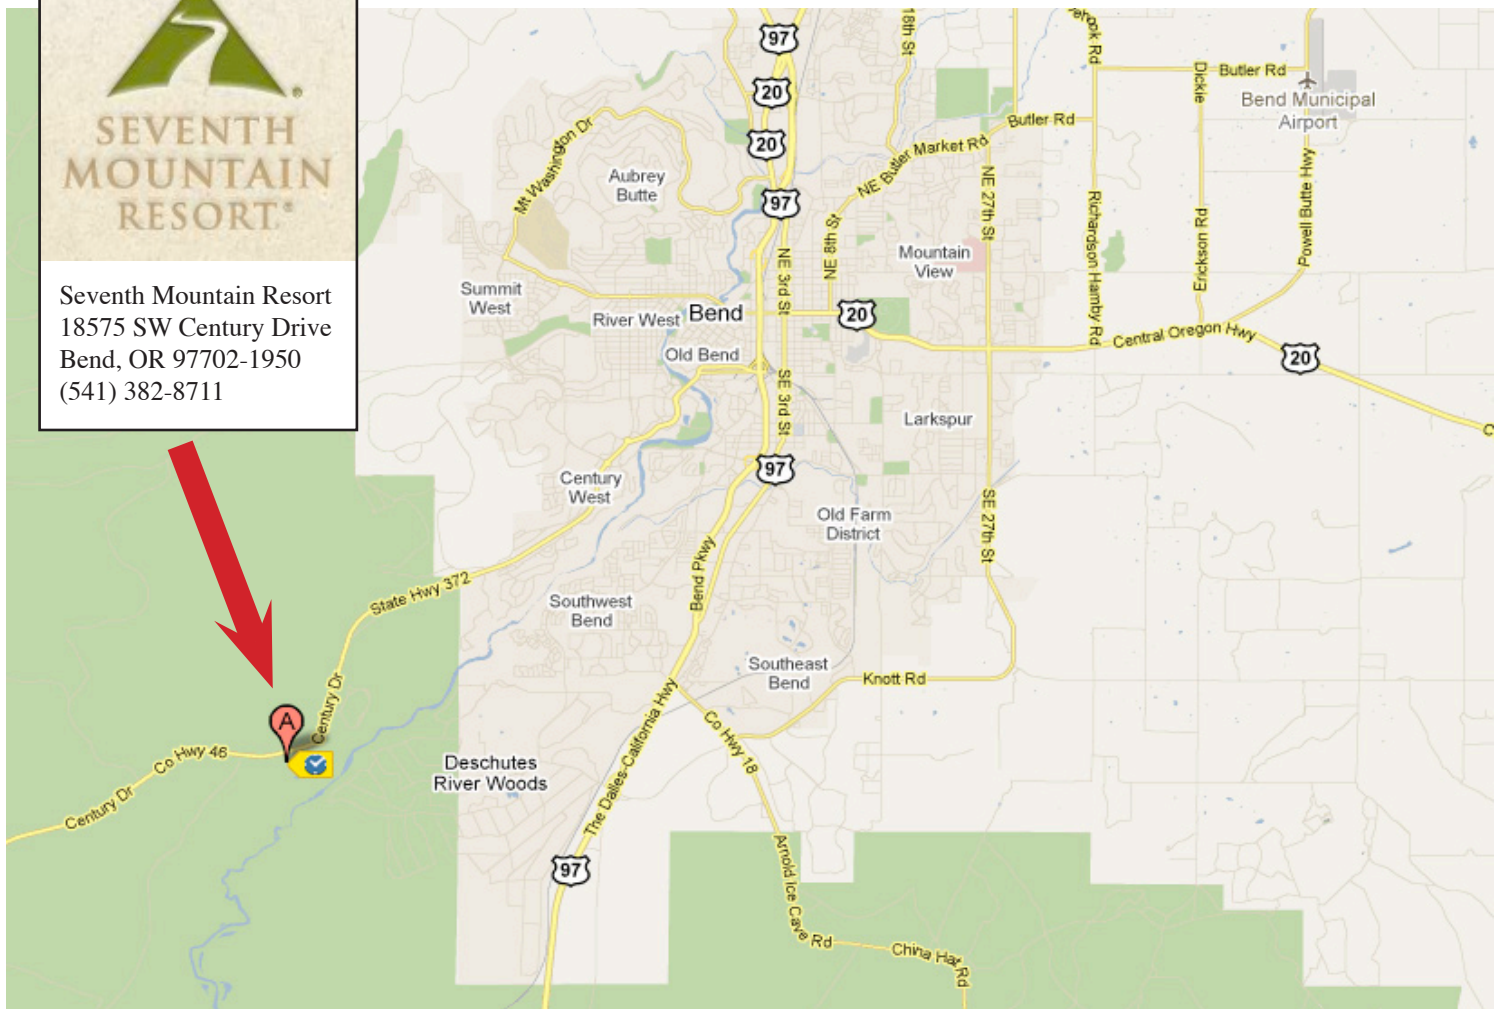 SEVENTH
MOUNTAIN
RESORT®
Seventh Mountain Resort
18575 SW Century Drive
Bend, OR 97702-1950
(541) 382-8711
97
18th St
Butler Rd
Dickie
Bend Municipal
Airport
20
20
Butler Rd
NE Butler Market Rd
Mt Washington Dr
Aubrey
Butte
97
NE 27th St
Richardson Hamby Rd
Erickson Rd
Powell Butte Hwy
NE 8th St
NE 3rd St
Mountain
View
Summit
West
River West
Bend
20
Central Oregon Hwy
20
Old Bend
SE 3rd St
Larkspur
Century
West
97
Old Farm
District
SE 27th St
State Hwy 372
Bend Pkwy
Southwest
Bend
Southeast
Bend
Knott Rd
A
Century Dr
Co Hwy 46
Century Dr
Deschutes
River Woods
The Dalles-California Hwy
Co Hwy 18
97
Arnold Ice Cave Rd
China Hat Rd